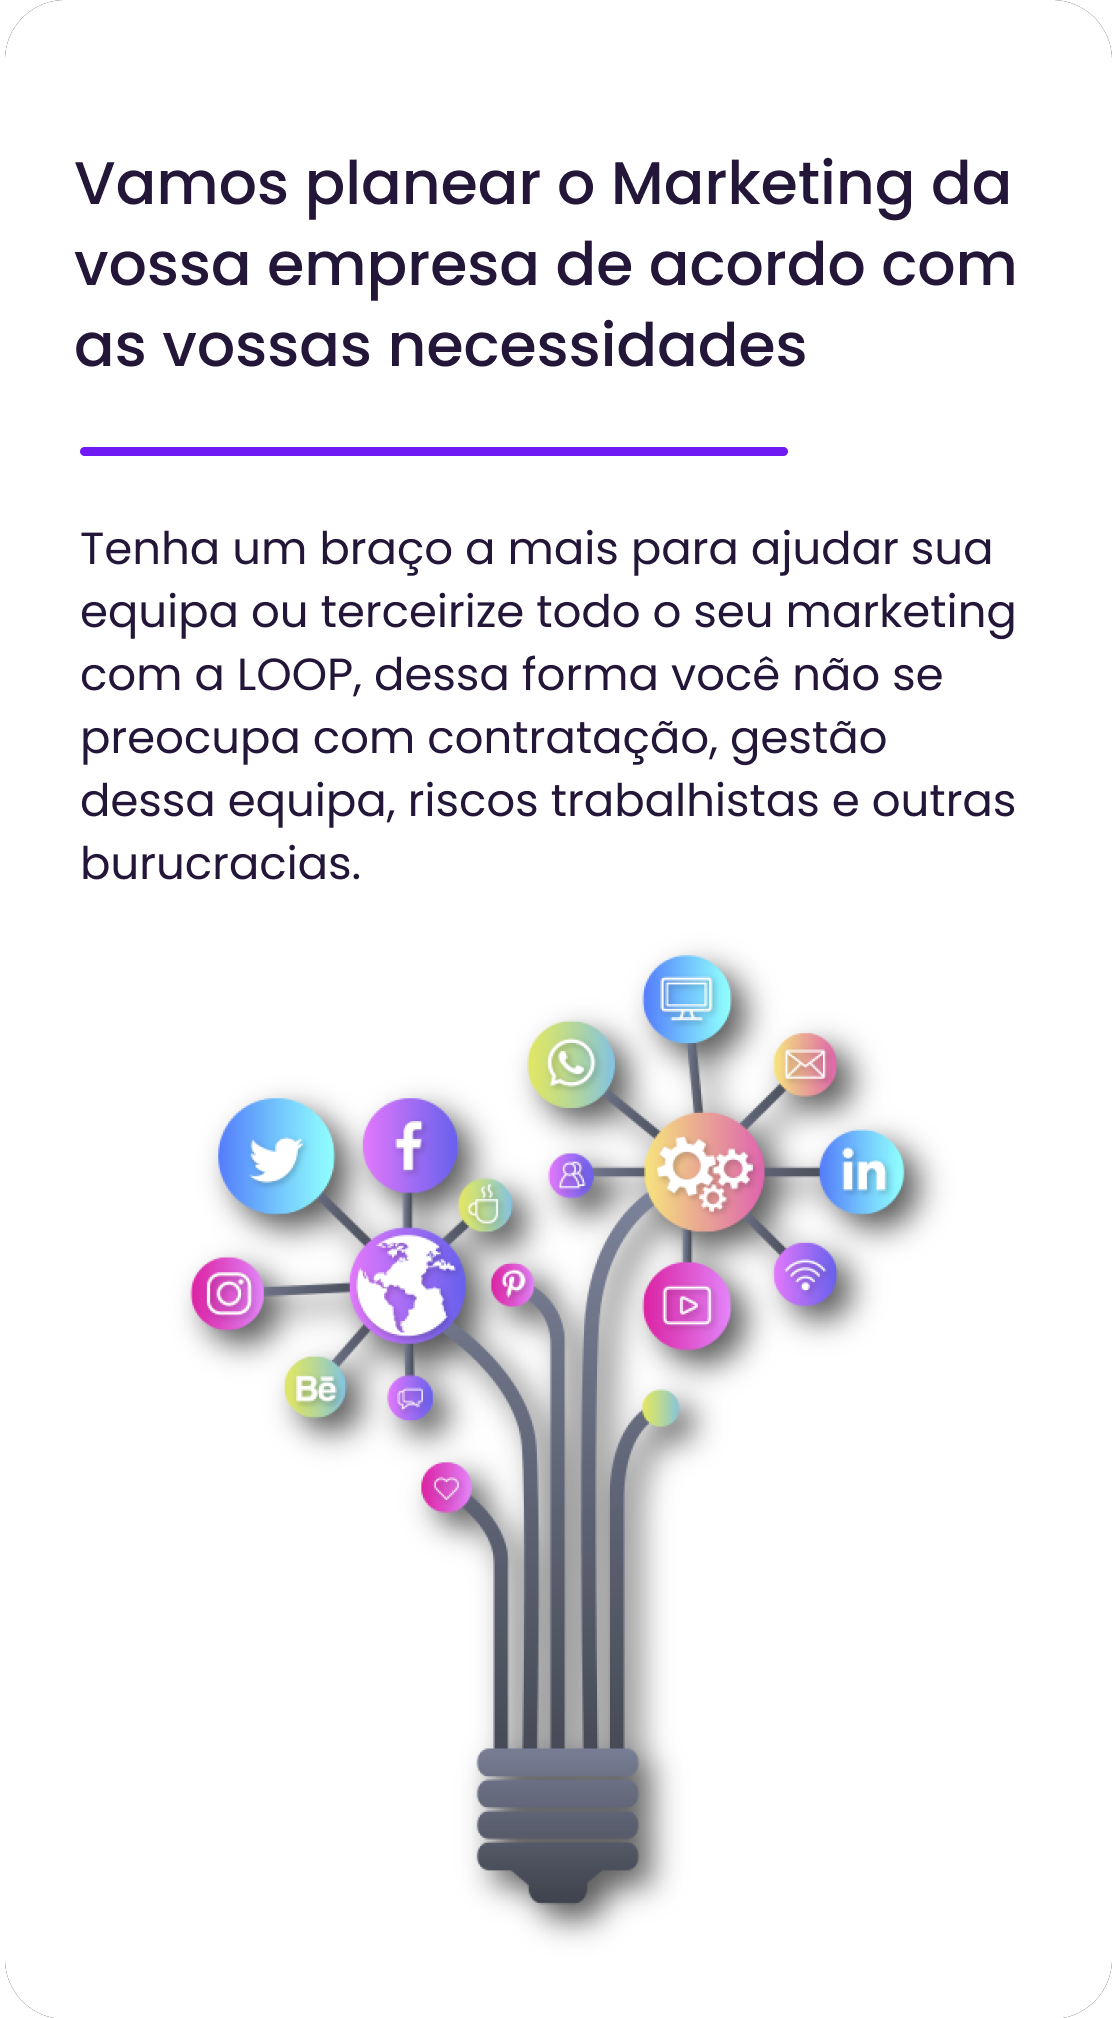 Vamos planear o Marketing da
vossa empresa de acordo com
as vossas necessidades
Tenha um braço a mais para ajudar sua
equipa ou terceirize todo o seu marketing
com a LOOP, dessa forma você não se
preocupa com contratação, gestão
dessa equipa, riscos trabalhistas e outras
burucracias.
in
Bē